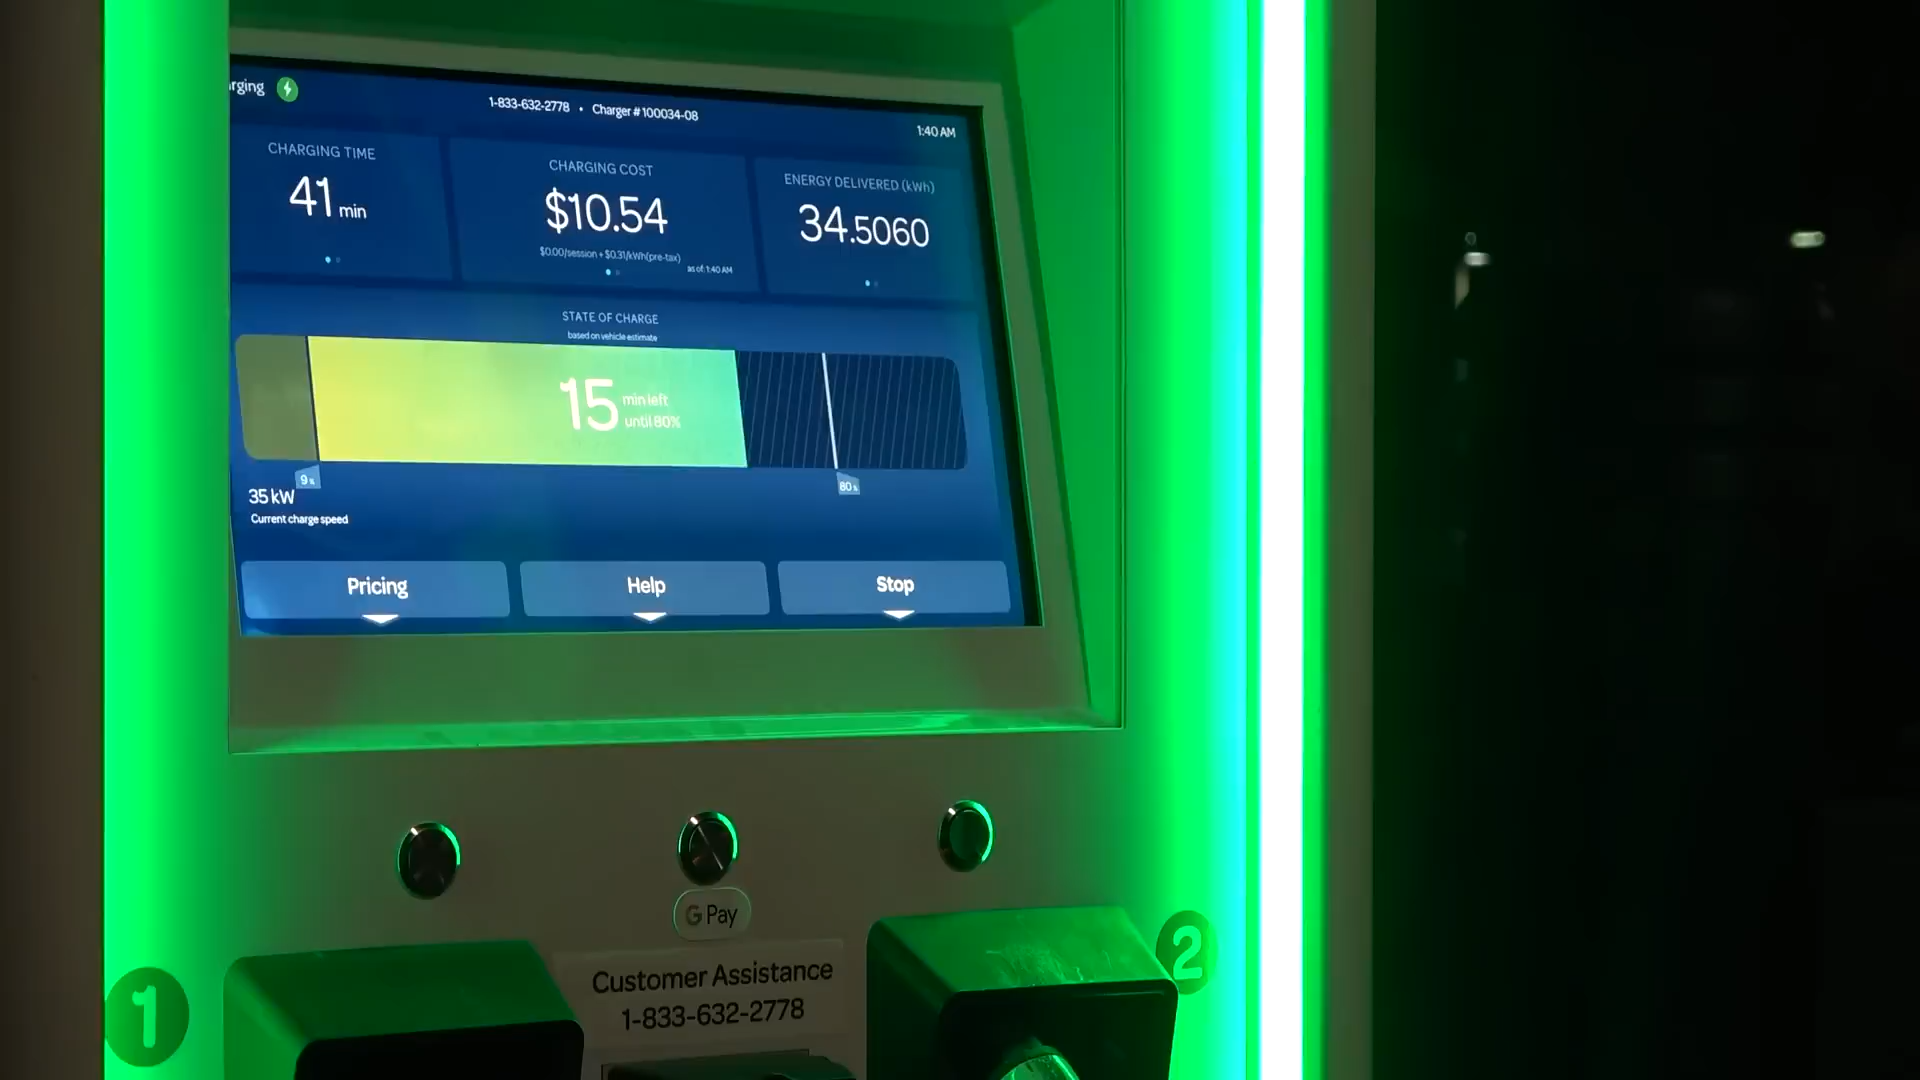 rging
1-833-632-2778 • Charger #100034-08
1:40 AM
CHARGING TIME
41 min
CHARGING COST
$10.54
$0.00/session + $0.31/kWh(pre-tax)
as of: 1:40 AM
ENERGY DELIVERED (kWh)
34.5060
STATE OF CHARGE
based on vehicle estimate
15 min left
until 80%
9%
80%
35 kW
Current charge speed
Pricing
Help
Stop
G Pay
Customer Assistance
1-833-632-2778
1
2